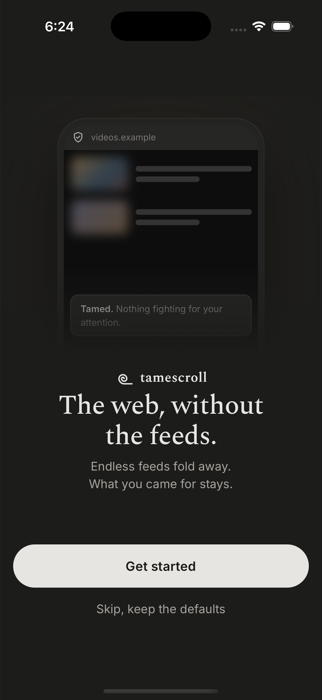 6:24
videos.example
Tamed. Nothing fighting for your
attention.
tamescroll
The web, without
the feeds.
Endless feeds fold away.
What you came for stays.
Get started
Skip, keep the defaults